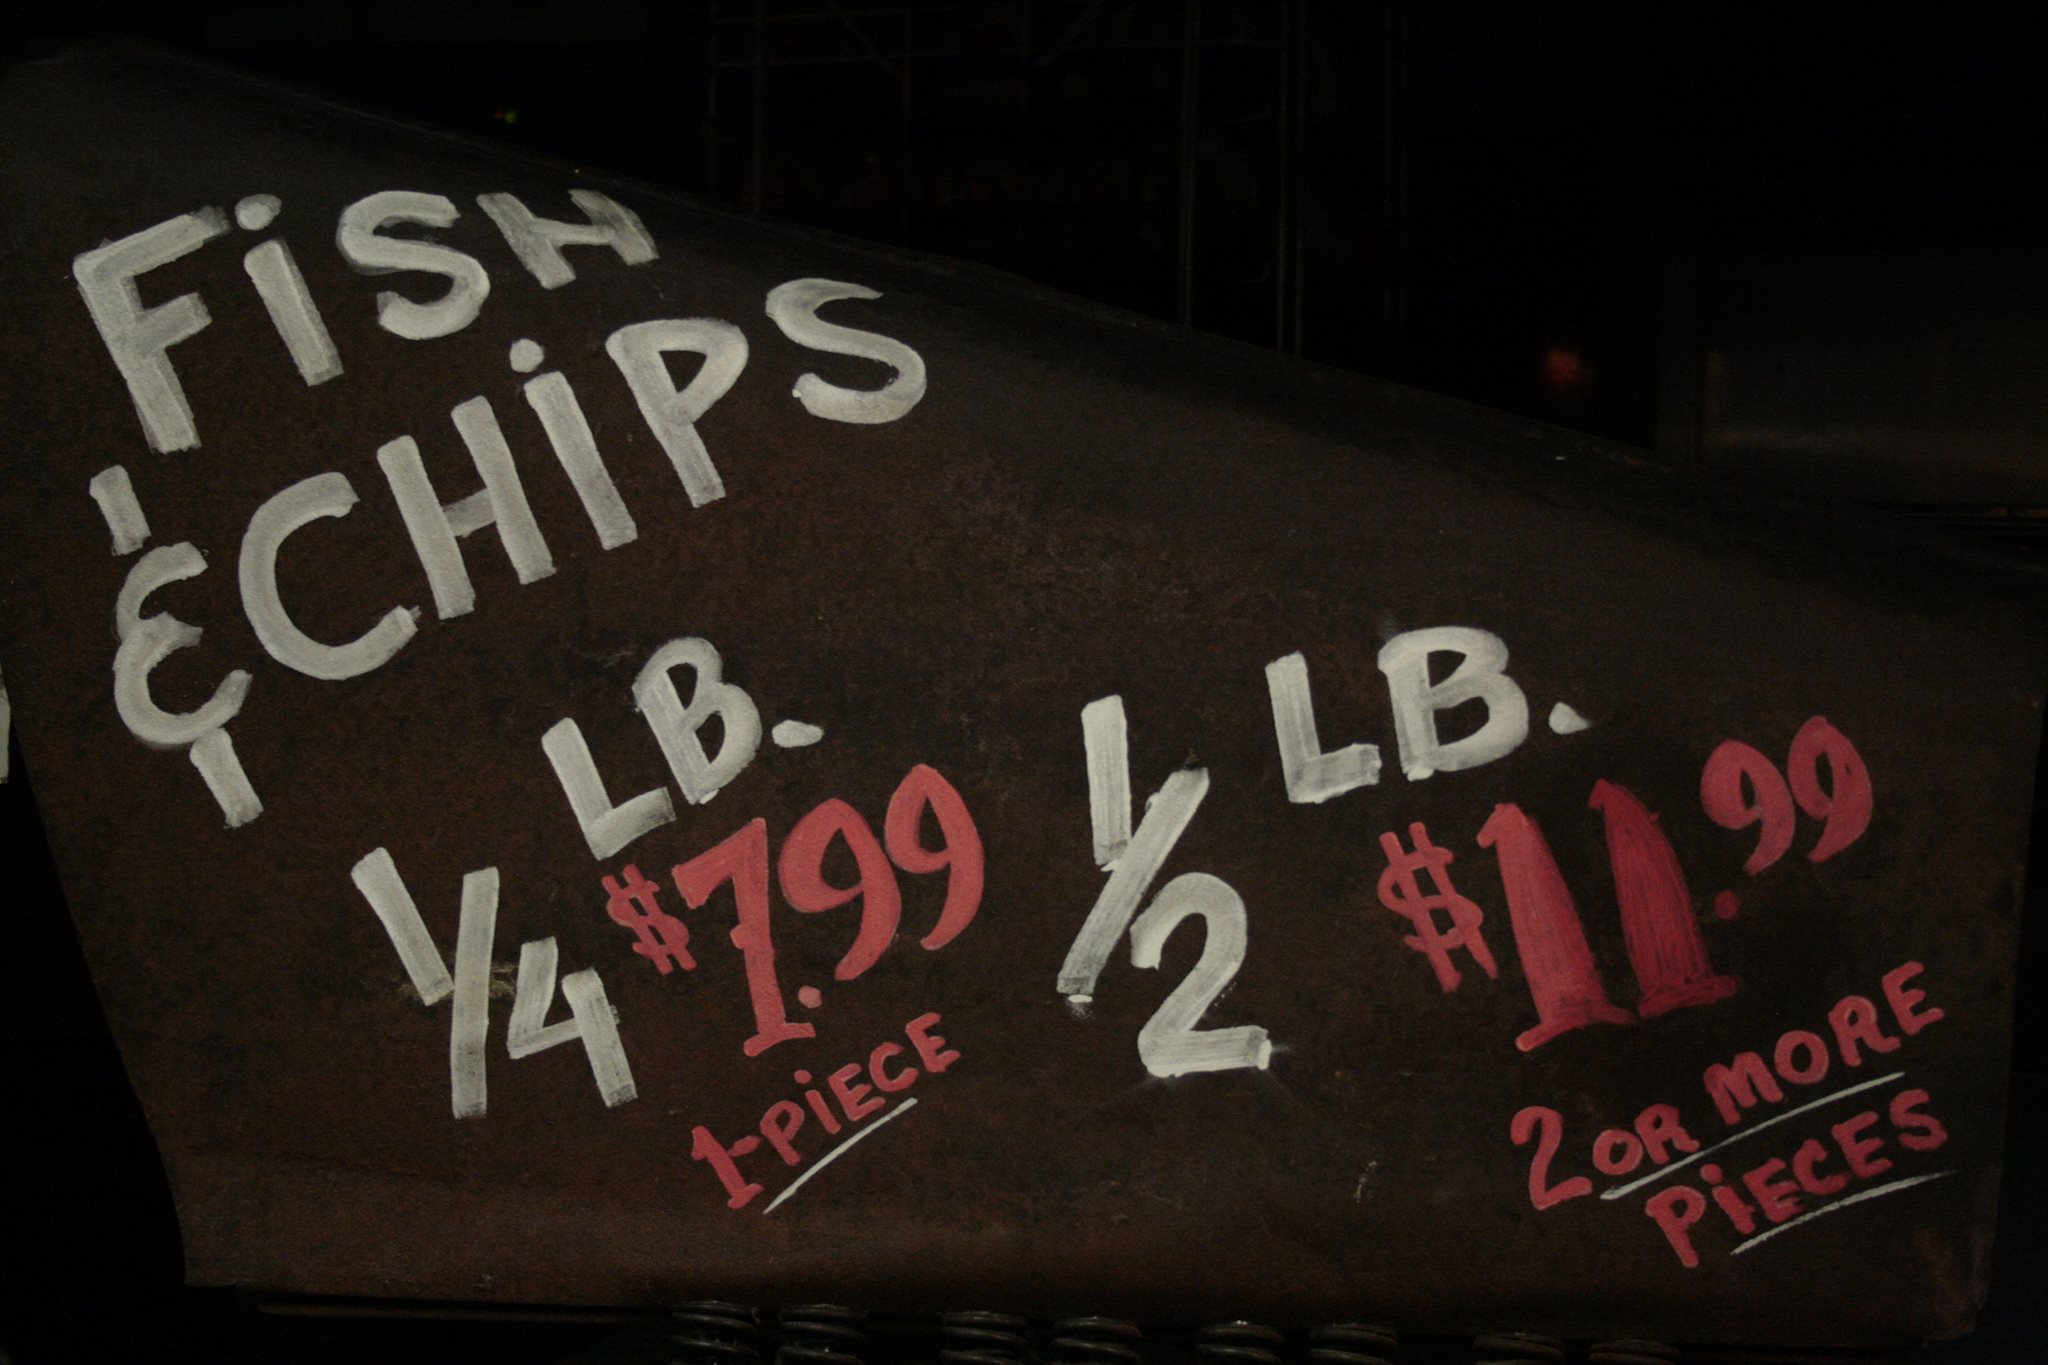 FiSH
& CHiPS
1/4 LB.
$7.99
1-PiECE
1/2 LB.
$11.99
2 OR MORE
PiECES